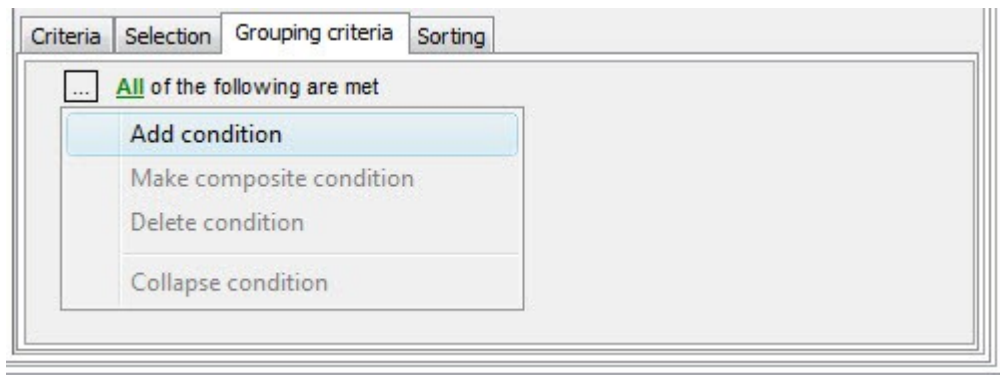 Criteria Selection Grouping criteria Sorting
... All of the following are met
Add condition
Make composite condition
Delete condition
Collapse condition